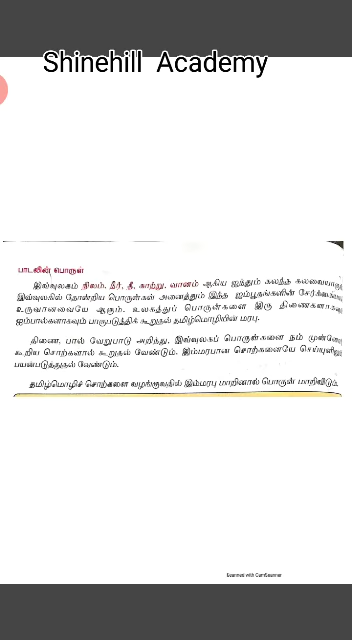 Shinehill Academy
பாடலின் பொருள்
இவ்வுலகம் நிலம், நீர், தீ, காற்று, வானம் ஆகிய ஐந்தும் கலந்த கலவையாகும்
இவ்வுலகில் தோன்றிய பொருள்கள் அனைத்தும் இந்த ஐம்பூதங்களின் சேர்க்கையால்
உருவானவையே ஆகும். உலகத்துப் பொருள்களை இரு திணைகளாகவும்
ஐம்பால்களாகவும் பாகுபடுத்திக் கூறுதல் தமிழ்மொழியின் மரபு.
திணை, பால் வேறுபாடு அறிந்து, இவ்வுலகப் பொருள்களை நம் முன்னோர்
கூறிய சொற்களால் கூறுதல் வேண்டும். இம்மரபான சொற்களையே செய்யுளிலும்
பயன்படுத்துதல் வேண்டும்.
தமிழ்மொழிச் சொற்களை வழங்குவதில் இம்மரபு மாறினால் பொருள் மாறிவிடும்.
Scanned with CamScanner